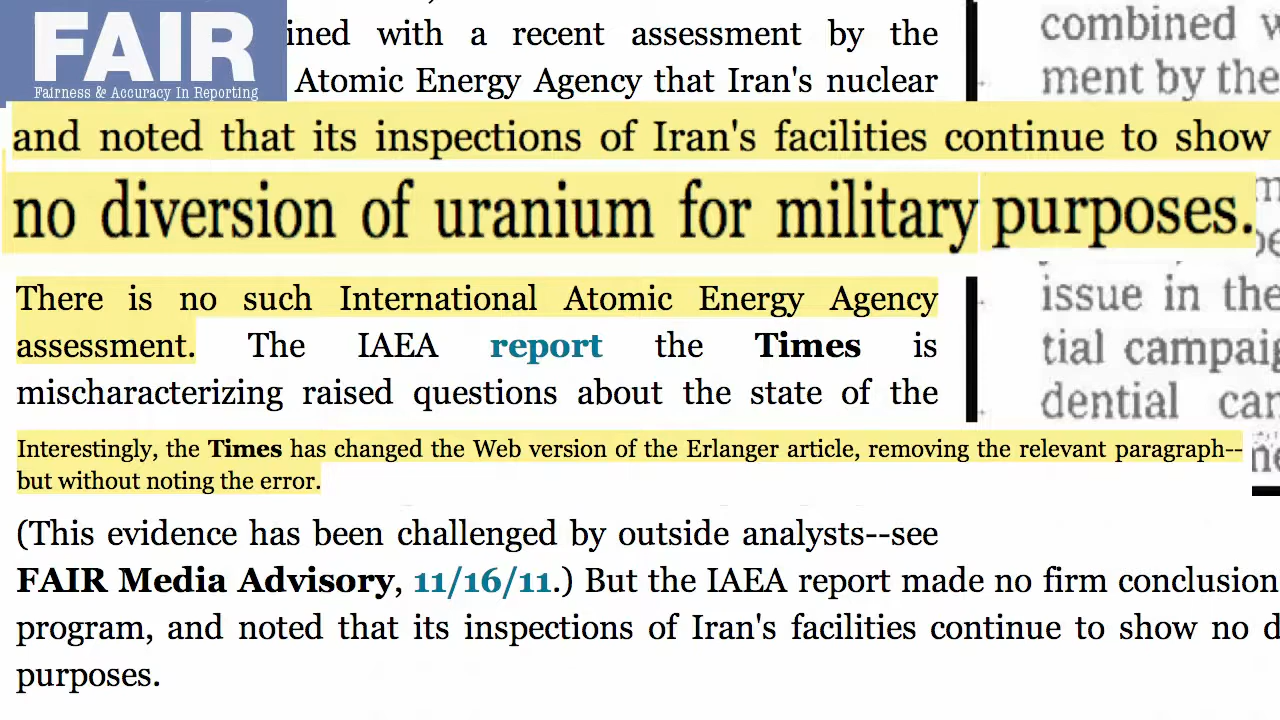 FAIR
Fairness & Accuracy In Reporting
ined with a recent assessment by the
Atomic Energy Agency that Iran's nuclear
and noted that its inspections of Iran's facilities continue to show
no diversion of uranium for military purposes.
There is no such International Atomic Energy Agency
assessment. The IAEA report the Times is
mischaracterizing raised questions about the state of the
Interestingly, the Times has changed the Web version of the Erlanger article, removing the relevant paragraph--
but without noting the error.
(This evidence has been challenged by outside analysts--see
FAIR Media Advisory, 11/16/11.) But the IAEA report made no firm conclusion
program, and noted that its inspections of Iran's facilities continue to show no d
purposes.
combined w
ment by the
issue in the
tial campaig
dential can